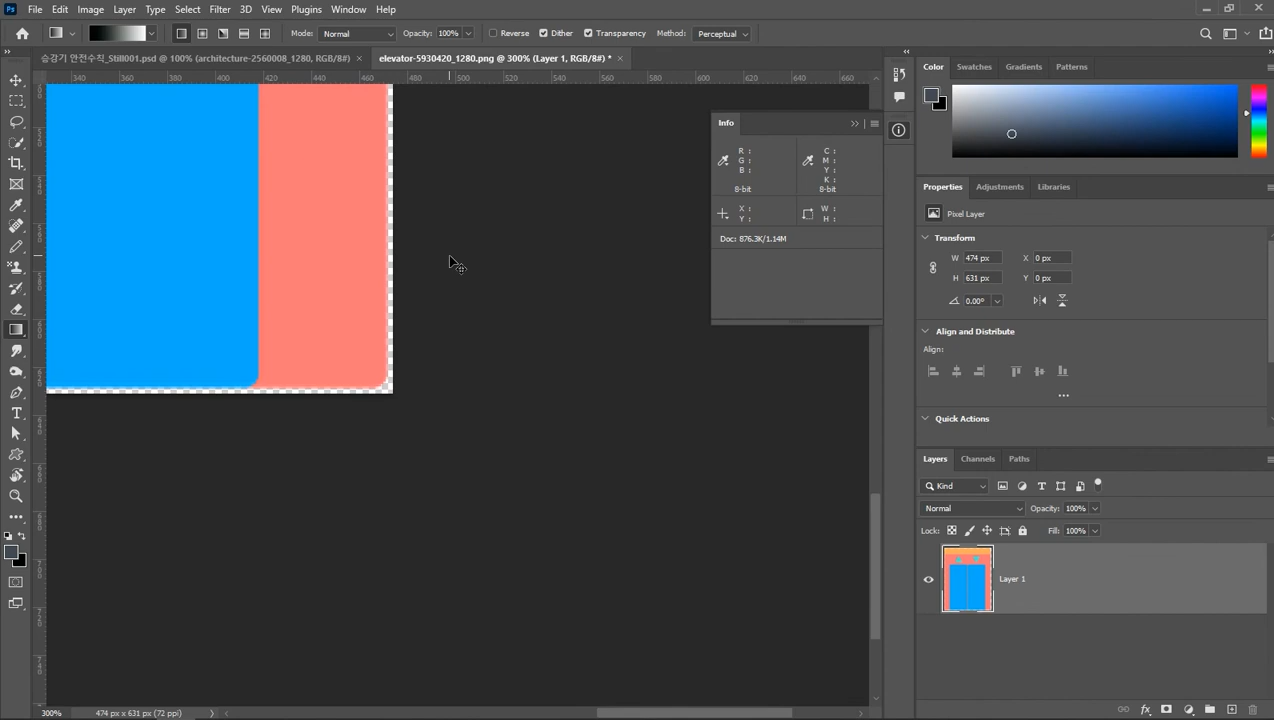 Ps File Edit Image Layer Type Select Filter 3D View Plugins Window Help
Mode: Normal Opacity: 100% Reverse Dither Transparency Method: Perceptual
승강기 안전수칙_Still001.psd @ 100% (architecture-2560008_1280, RGB/8#) × elevator-5930420_1280.png @ 300% (Layer 1, RGB/8#) * ×
Color Swatches Gradients Patterns
340 360 380 400 420 440 460 480 500 520 540 560 580 600 620 640 660
Info
R : C :
G : M :
B : Y :
K :
8-bit 8-bit
X : W :
Y : H :
Doc: 876.3K/1.14M
Properties Adjustments Libraries
Pixel Layer
Transform
W 474 px X 0 px
H 631 px Y 0 px
0.00°
Align and Distribute
Align:
Quick Actions
Layers Channels Paths
Kind
Normal Opacity: 100%
Lock: Fill: 100%
Layer 1
300% 474 px x 631 px (72 ppi)